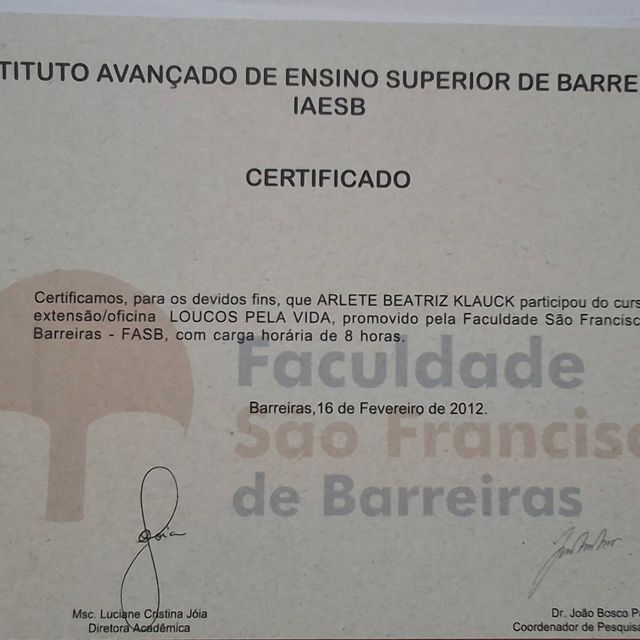 TITUTO AVANÇADO DE ENSINO SUPERIOR DE BARRE
IAESB
CERTIFICADO
Certificamos, para os devidos fins, que ARLETE BEATRIZ KLAUCK participou do curs
extensão/oficina LOUCOS PELA VIDA, promovido pela Faculdade São Francisc
Barreiras - FASB, com carga horária de 8 horas.
Faculdade
Barreiras,16 de Fevereiro de 2012.
São Francisc
de Barreiras
Jóia
Msc. Luciane Cristina Jóia
Diretora Acadêmica
Dr. João Bosco P
Coordenador de Pesquisa